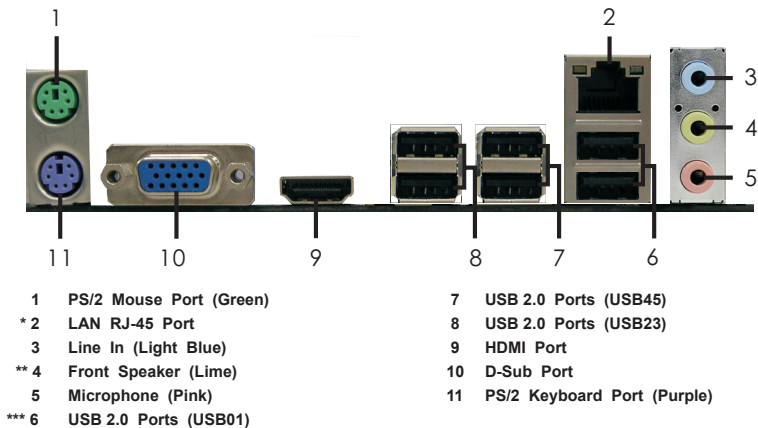 1 2
3
4
5
11 10 9 8 7 6
1 PS/2 Mouse Port (Green)
* 2 LAN RJ-45 Port
3 Line In (Light Blue)
** 4 Front Speaker (Lime)
5 Microphone (Pink)
*** 6 USB 2.0 Ports (USB01)
7 USB 2.0 Ports (USB45)
8 USB 2.0 Ports (USB23)
9 HDMI Port
10 D-Sub Port
11 PS/2 Keyboard Port (Purple)